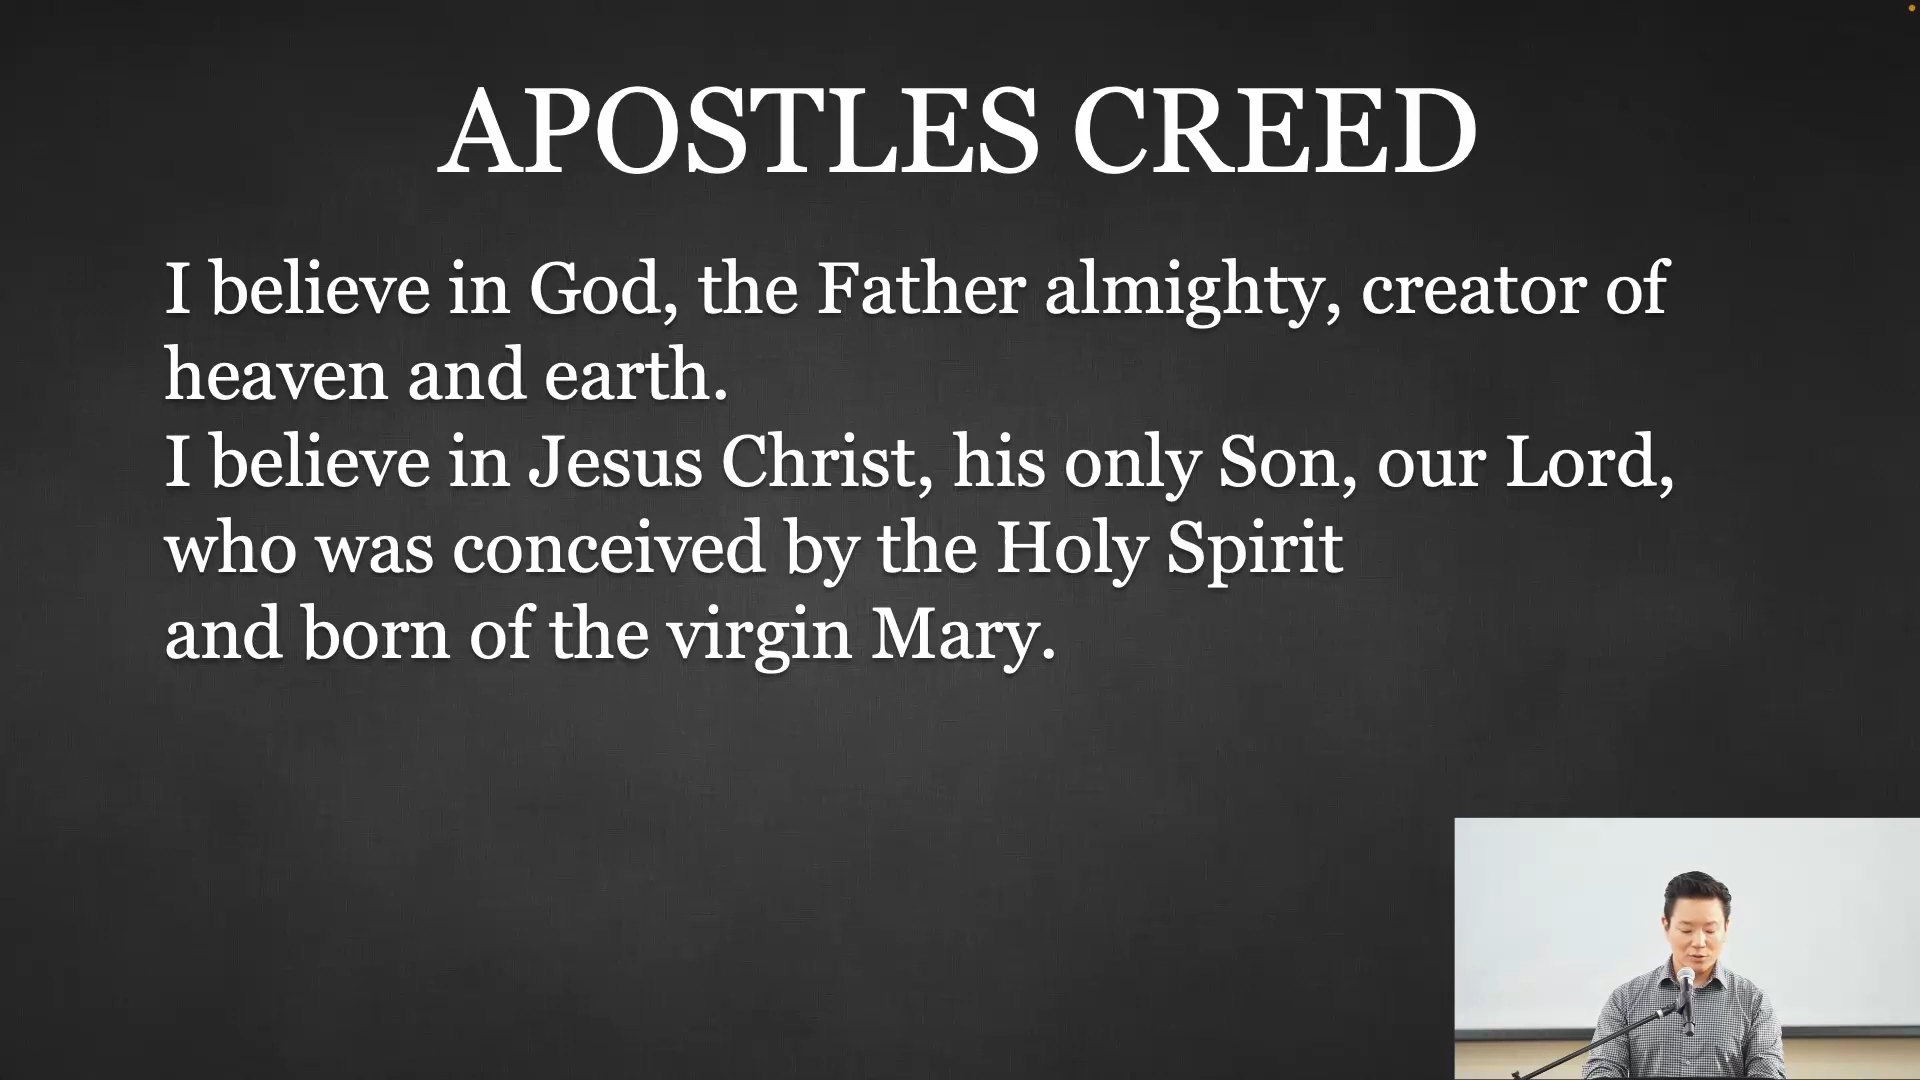 APOSTLES CREED
I believe in God, the Father almighty, creator of
heaven and earth.
I believe in Jesus Christ, his only Son, our Lord,
who was conceived by the Holy Spirit
and born of the virgin Mary.